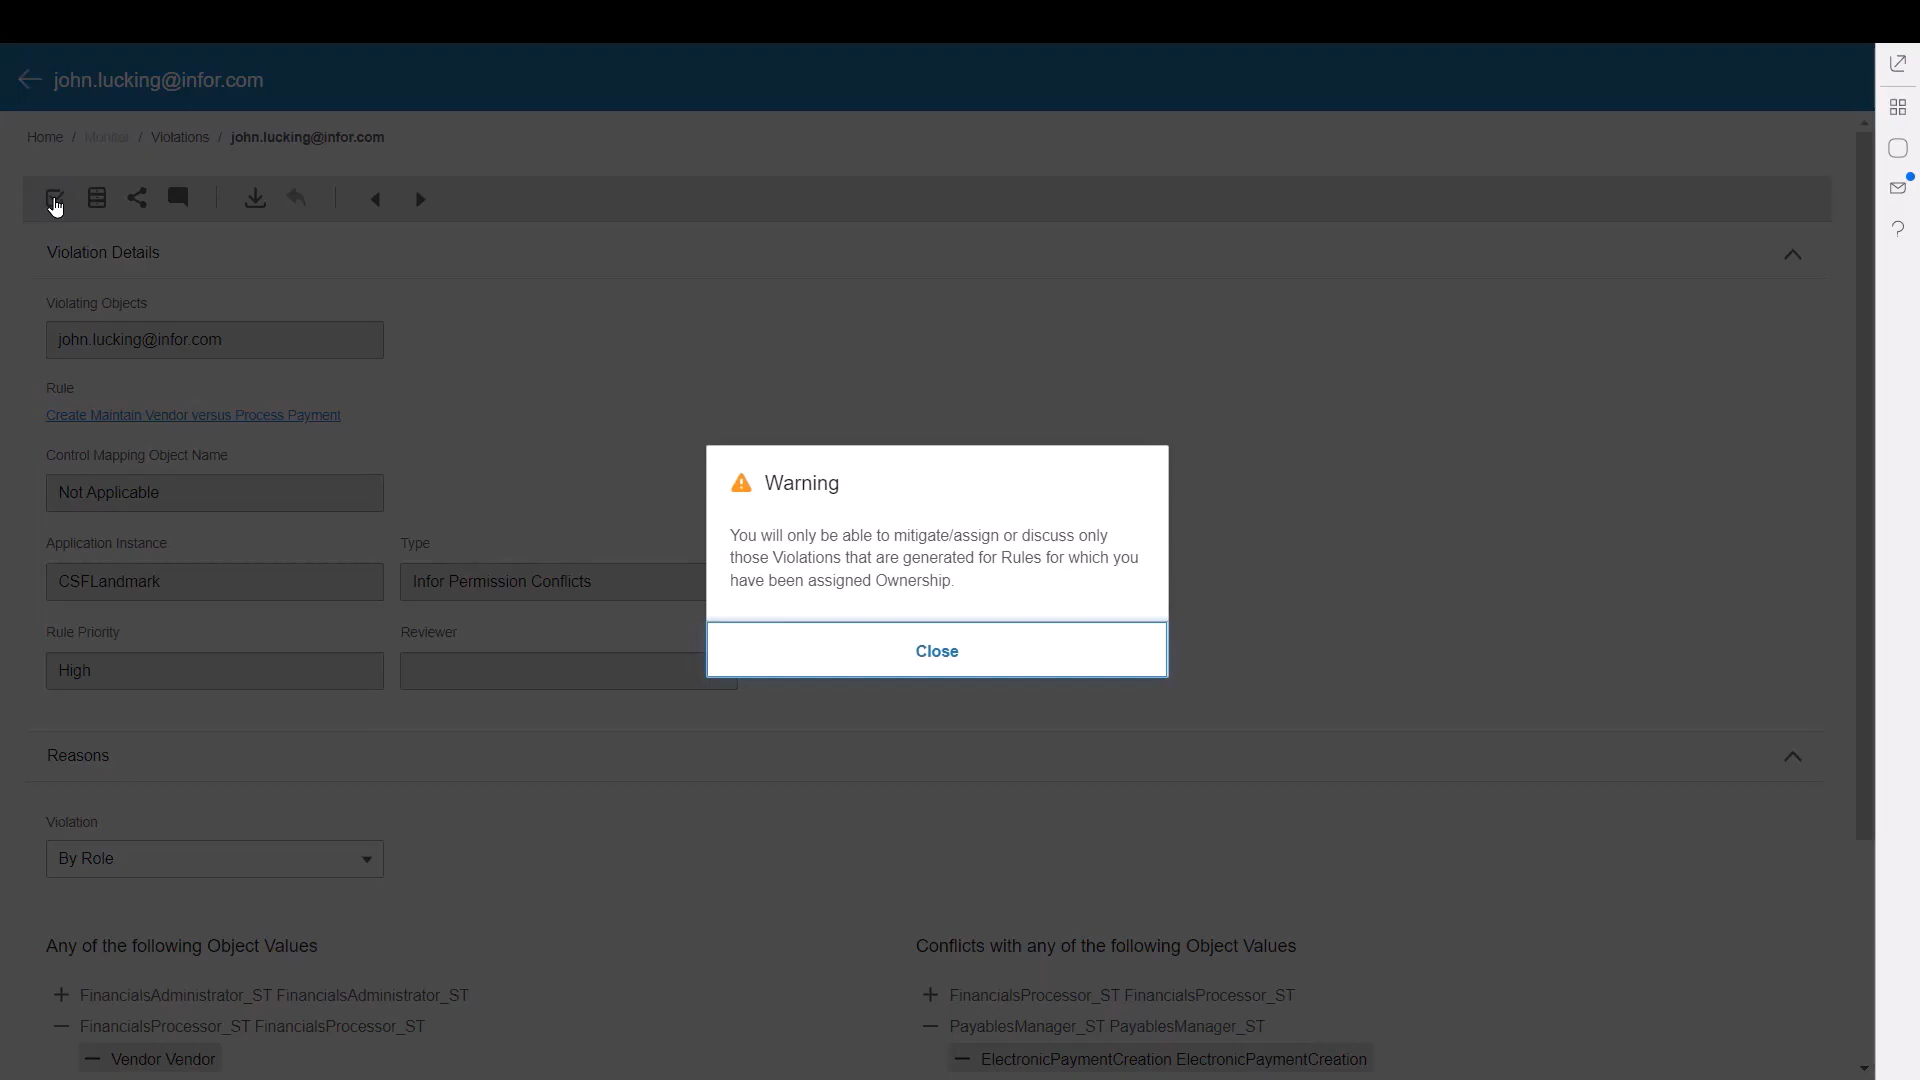 john.lucking@infor.com
Home / Monitor / Violations / john.lucking@infor.com
Violation Details
Violating Objects
john.lucking@infor.com
Rule
Create Maintain Vendor versus Process Payment
Control Mapping Object Name
Not Applicable
Application Instance
Type
CSFLandmark
Infor Permission Conflicts
Rule Priority
Reviewer
High
Warning
You will only be able to mitigate/assign or discuss only
those Violations that are generated for Rules for which you
have been assigned Ownership.
Close
Reasons
Violation
By Role
Any of the following Object Values
Conflicts with any of the following Object Values
FinancialsAdministrator_ST FinancialsAdministrator_ST
FinancialsProcessor_ST FinancialsProcessor_ST
FinancialsProcessor_ST FinancialsProcessor_ST
PayablesManager_ST PayablesManager_ST
Vendor Vendor
ElectronicPaymentCreation ElectronicPaymentCreation